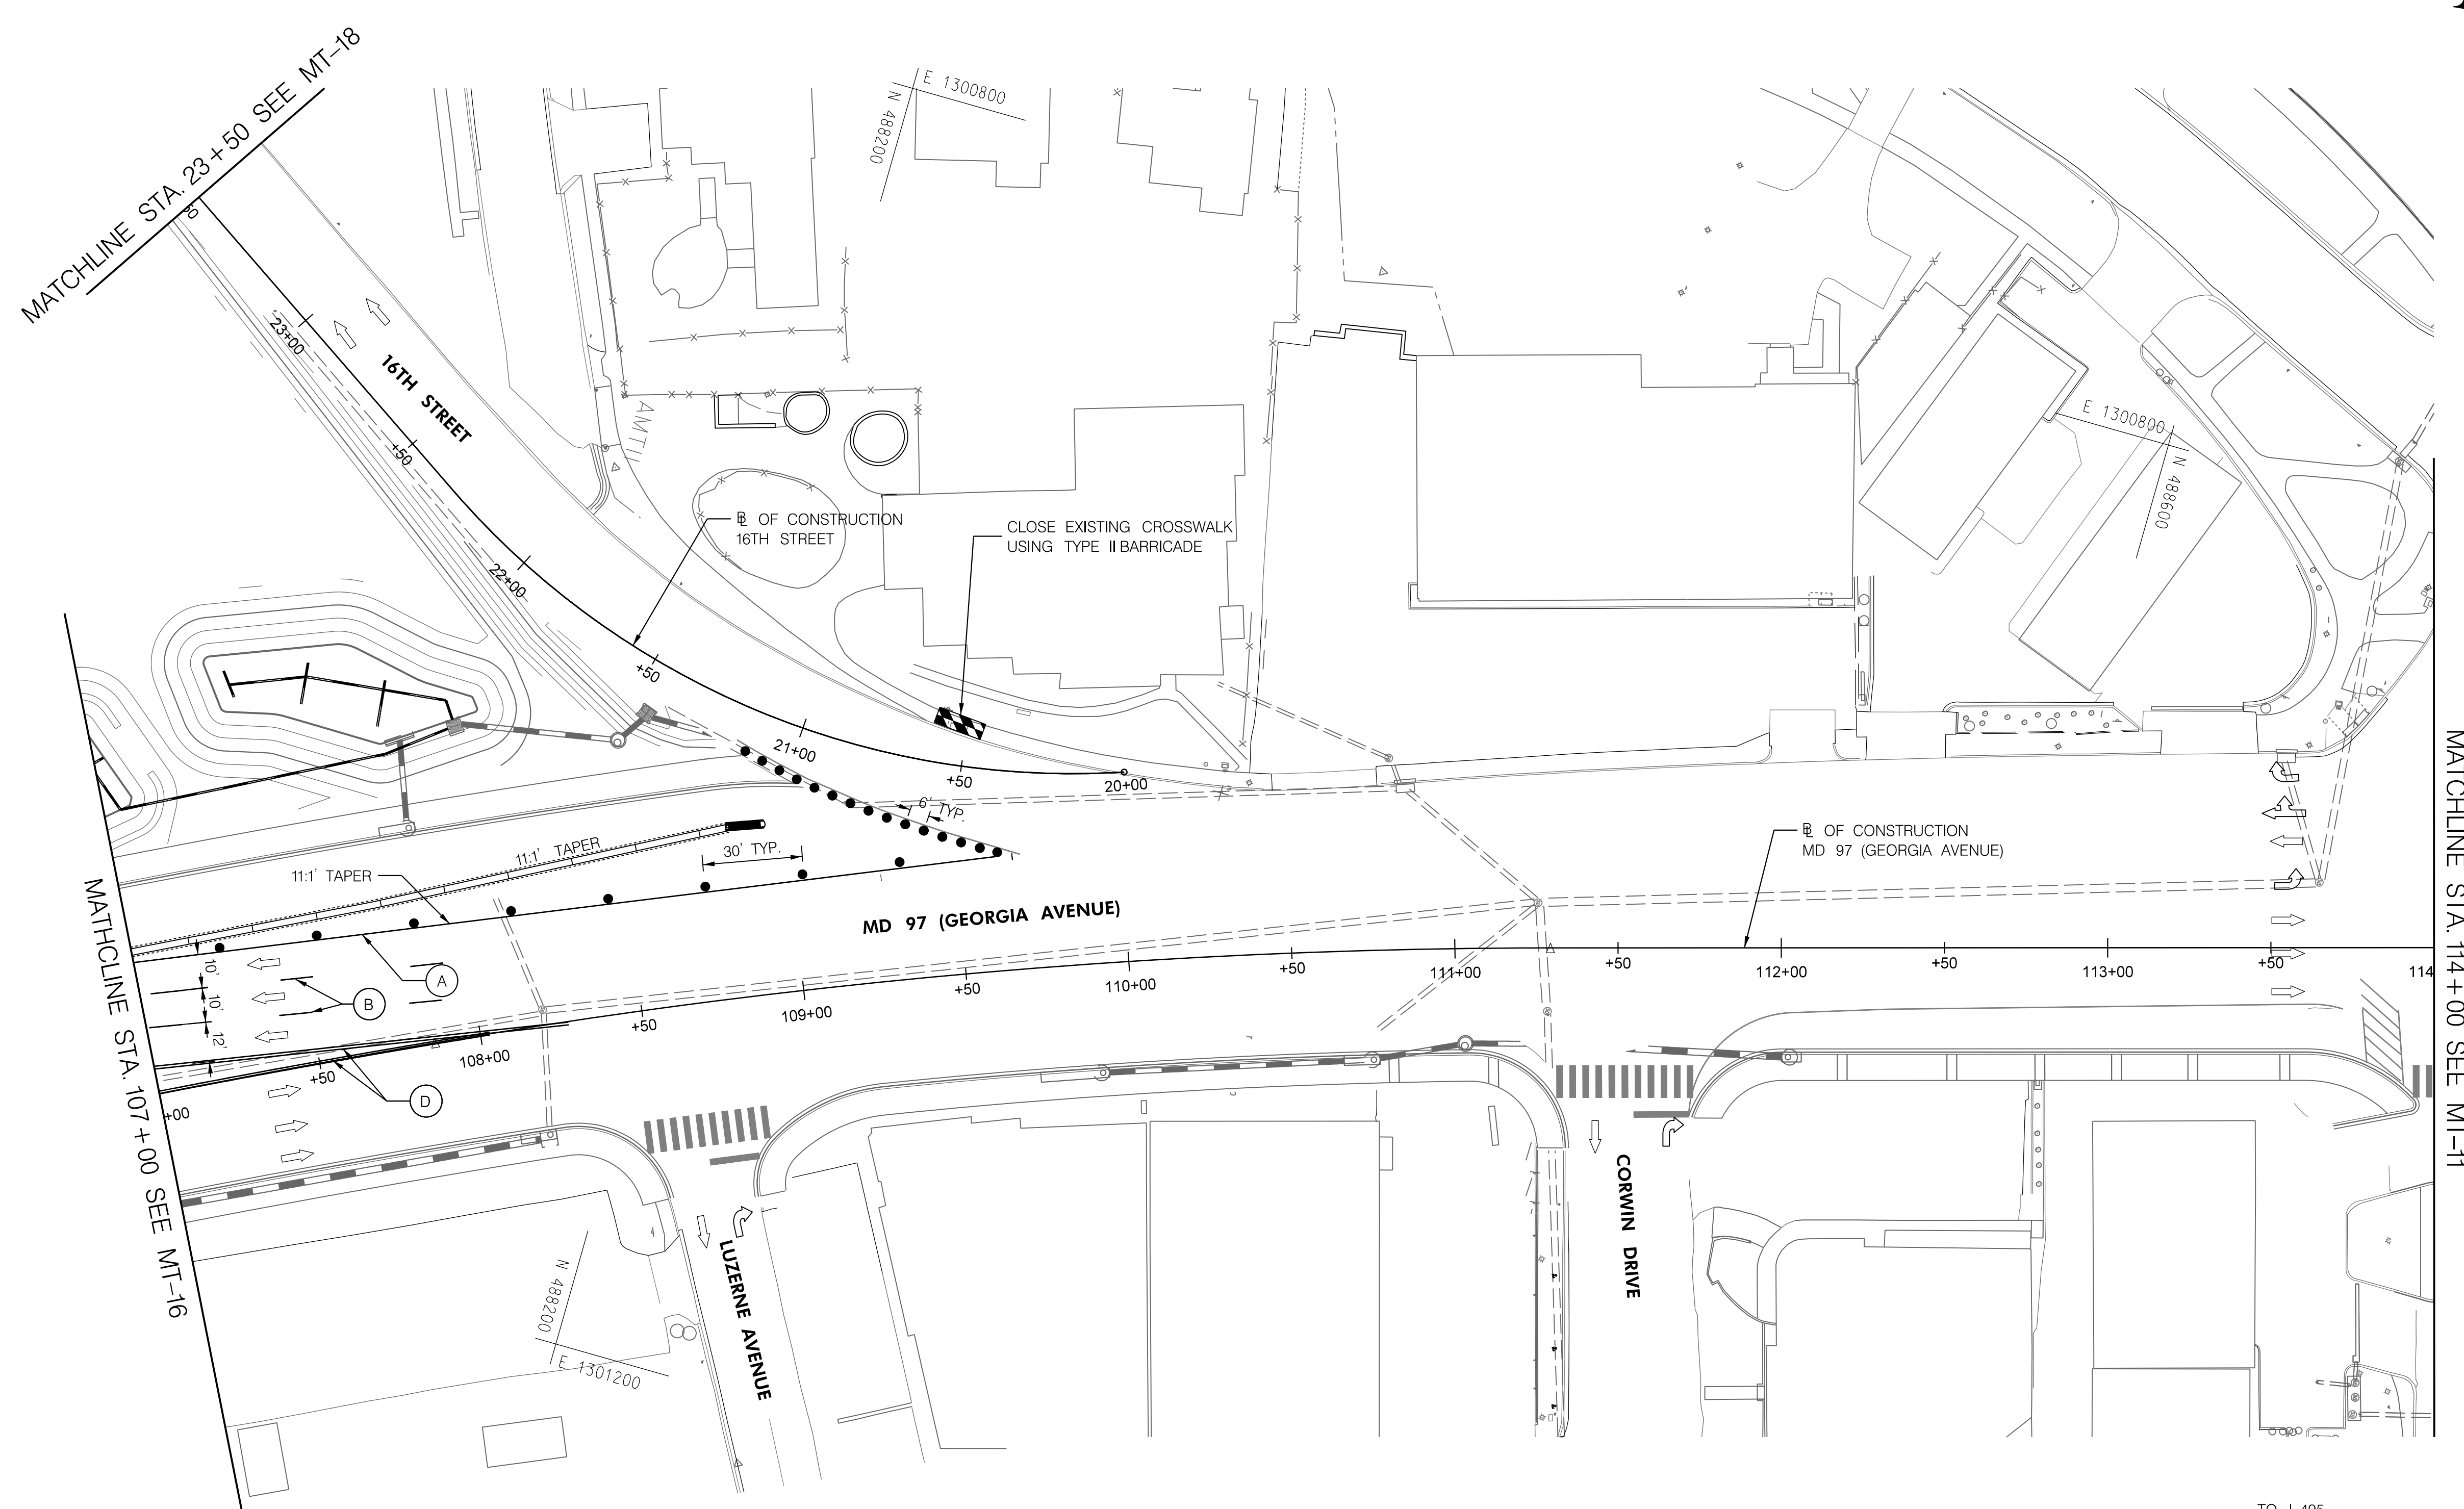 MATCHLINE STA. 23+50 SEE MT-18
E 1300800
N 488200
50
23+00
16TH STREET
+50
AMTIL
E 1300800
N 488600
℄ OF CONSTRUCTION
16TH STREET
CLOSE EXISTING CROSSWALK
USING TYPE II BARRICADE
22+00
+50
21+00
+50
20+00
6' TYP.
℄ OF CONSTRUCTION
MD 97 (GEORGIA AVENUE)
11:1' TAPER
30' TYP.
11:1' TAPER
MD 97 (GEORGIA AVENUE)
MATHCLINE STA. 107+00 SEE MT-16
MATCHLINE STA. 114+00 SEE MT-11
10'
10'
12'
A
B
D
+00
+50
108+00
+50
109+00
+50
110+00
+50
111+00
+50
112+00
+50
113+00
+50
114
LUZERNE AVENUE
CORWIN DRIVE
N 488200
E 1301200
TO I-495